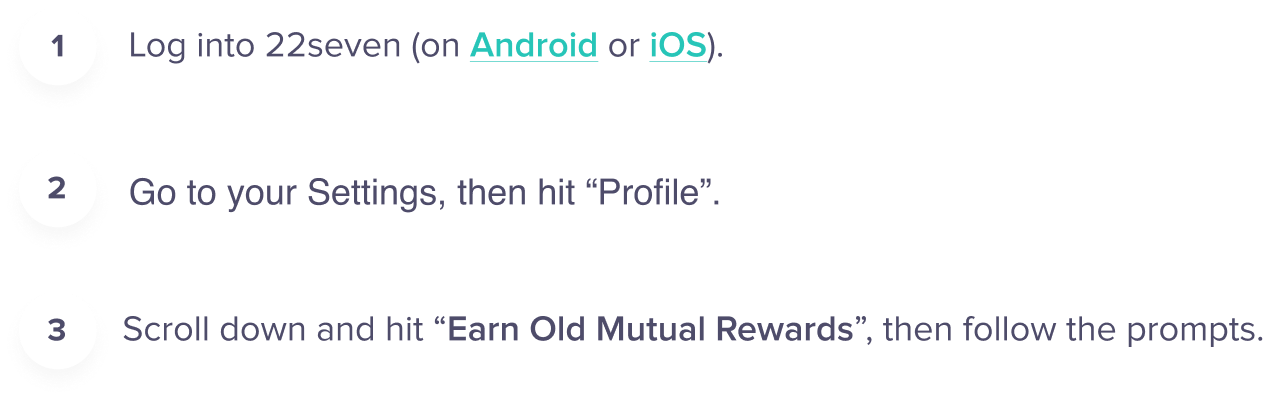 1 Log into 22seven (on Android or iOS).
2 Go to your Settings, then hit “Profile”.
3 Scroll down and hit “Earn Old Mutual Rewards”, then follow the prompts.